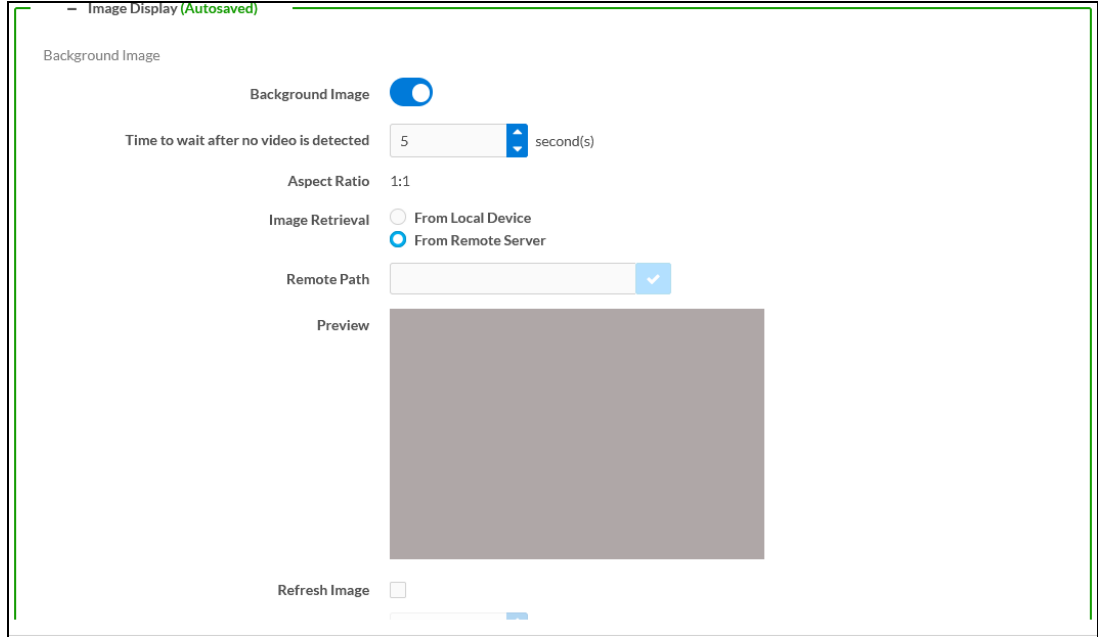 – Image Display (Autosaved)
Background Image
Background Image
Time to wait after no video is detected 5 second(s)
Aspect Ratio 1:1
Image Retrieval From Local Device
From Remote Server
Remote Path
Preview
Refresh Image